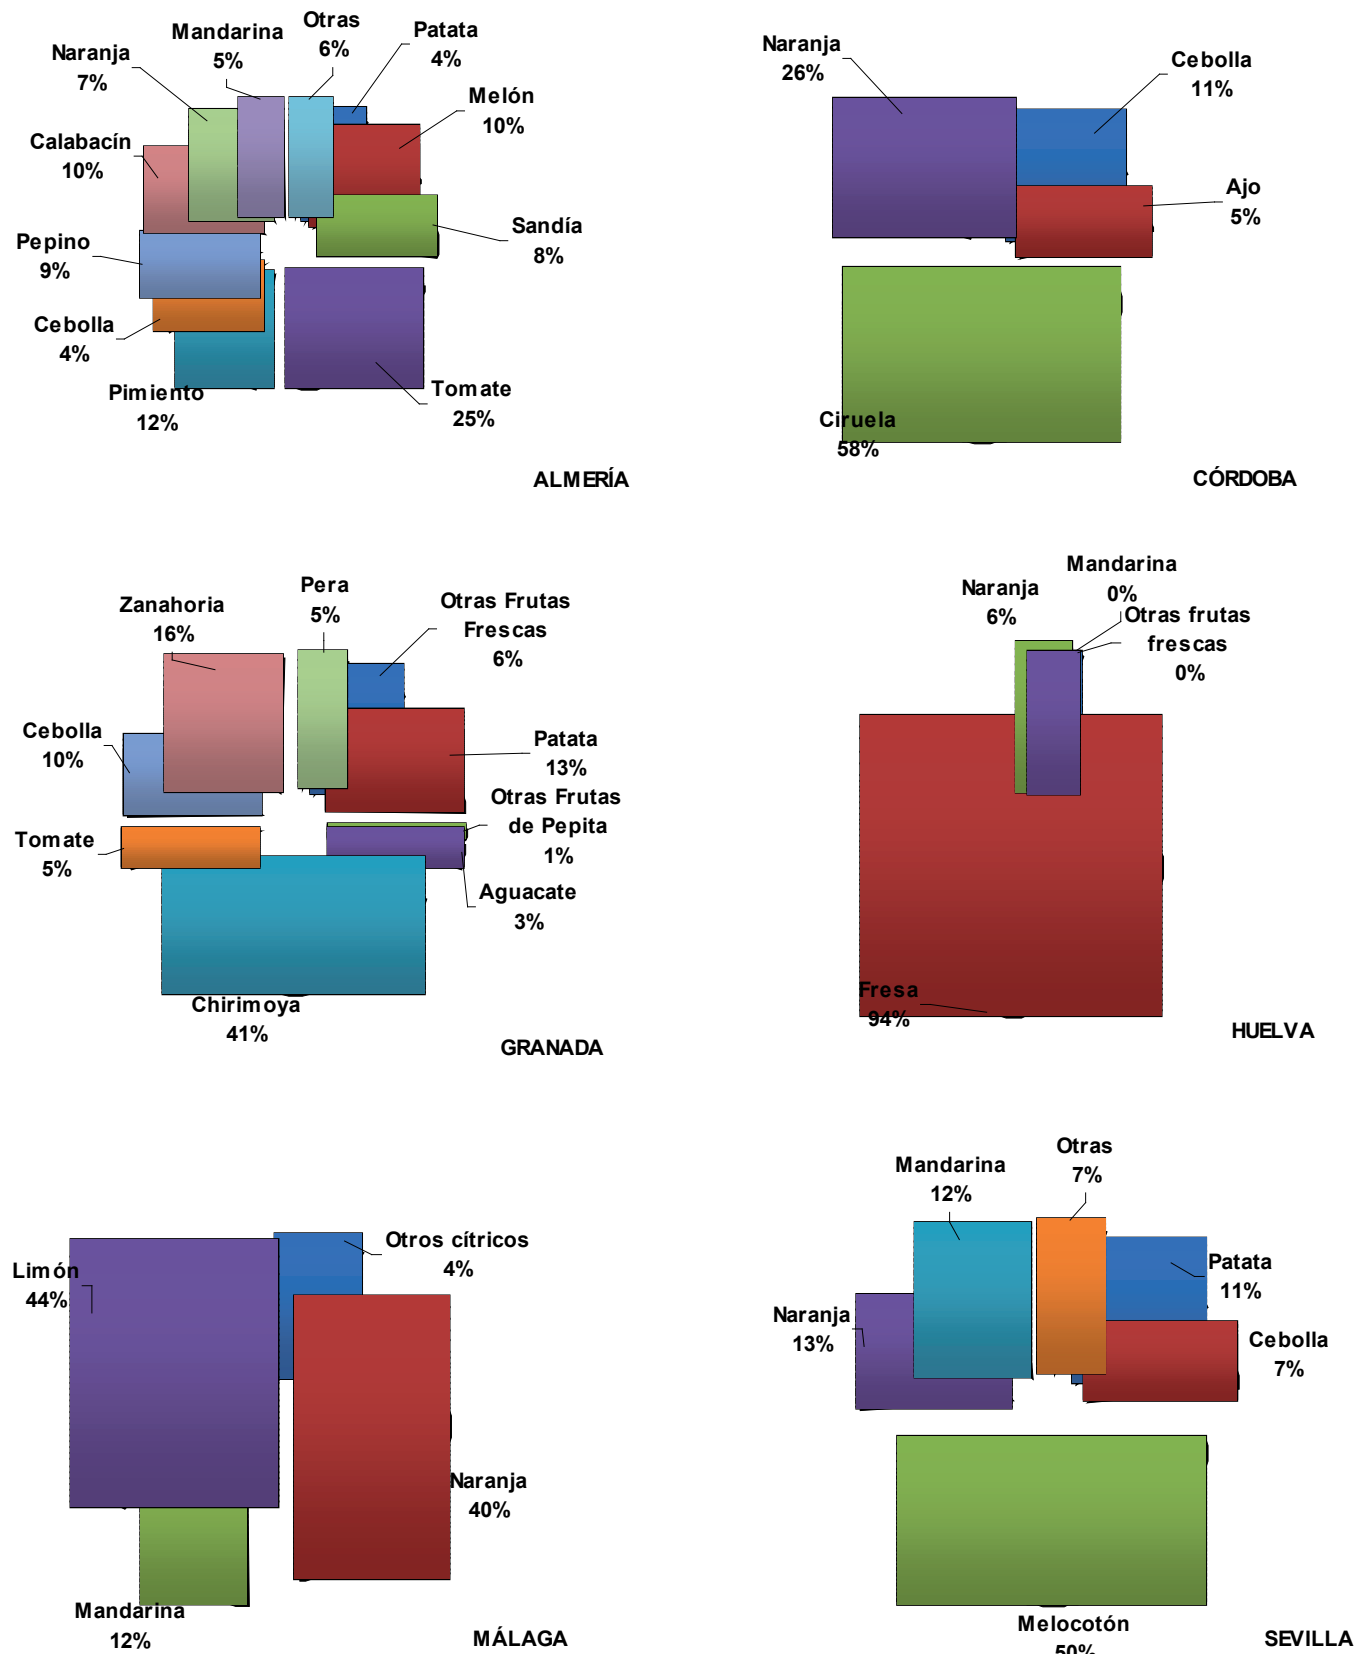 Mandarina
5%
Otras
6%
Patata
4%
Naranja
7%
Melón
10%
Calabacín
10%
Sandía
8%
Pepino
9%
Cebolla
4%
Pimiento
12%
Tomate
25%
ALMERÍA
Naranja
26%
Cebolla
11%
Ajo
5%
Ciruela
58%
CÓRDOBA
Zanahoria
16%
Pera
5%
Otras Frutas
Frescas
6%
Cebolla
10%
Patata
13%
Otras Frutas
de Pepita
1%
Tomate
5%
Aguacate
3%
Chirimoya
41%
GRANADA
Mandarina
0%
Naranja
6%
Otras frutas
frescas
0%
Fresa
94%
HUELVA
Otros cítricos
4%
Limón
44%
Naranja
40%
Mandarina
12%
MÁLAGA
Otras
7%
Mandarina
12%
Patata
11%
Naranja
13%
Cebolla
7%
Melocotón
50%
SEVILLA